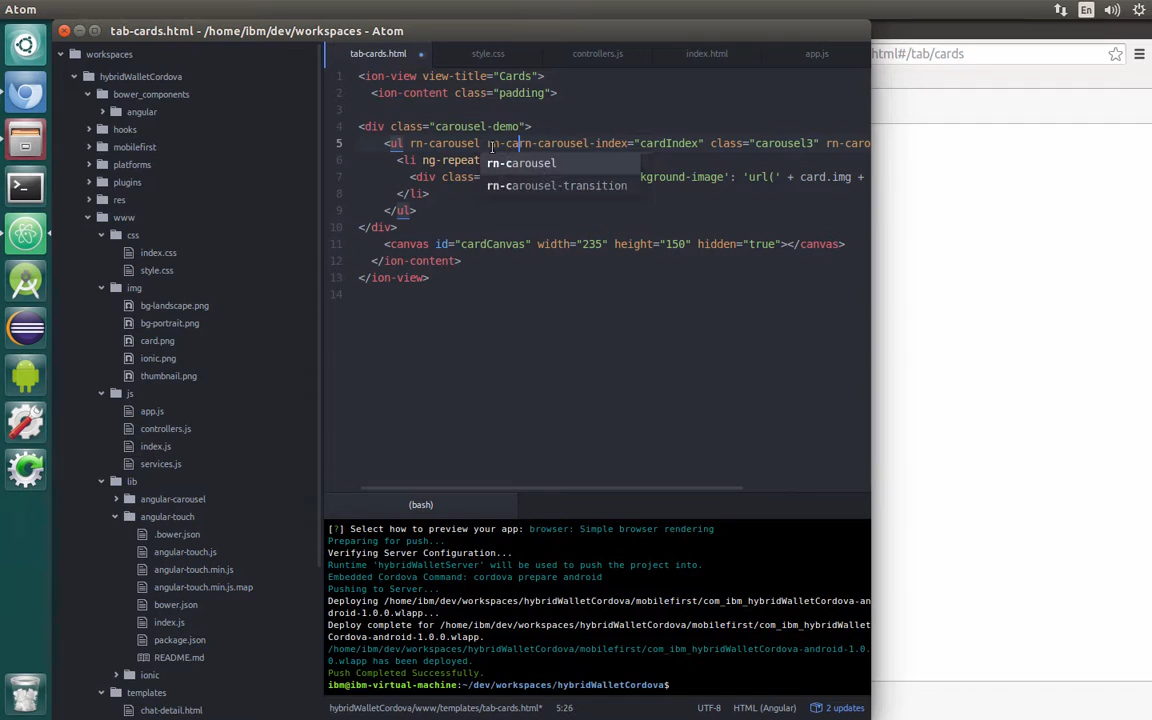 Atom
En
tab-cards.html - /home/ibm/dev/workspaces - Atom
workspaces
hybridWalletCordova
bower_components
angular
hooks
mobilefirst
platforms
plugins
res
www
css
index.css
style.css
img
bg-landscape.png
bg-portrait.png
card.png
ionic.png
thumbnail.png
js
app.js
controllers.js
index.js
services.js
lib
angular-carousel
angular-touch
.bower.json
angular-touch.js
angular-touch.min.js
angular-touch.min.js.map
bower.json
index.js
package.json
README.md
ionic
templates
chat-detail.html
tab-cards.html
style.css
controllers.js
index.html
app.js
html#/tab/cards
1 <ion-view view-title="Cards">
2 <ion-content class="padding">
3
4 <div class="carousel-demo">
5 <ul rn-carousel rn-carn-carousel-index="cardIndex" class="carousel3" rn-caro
6 <li ng-repeat
7 <div class= kground-image': 'url(' + card.img +
8 </li>
9 </ul>
10 </div>
11 <canvas id="cardCanvas" width="235" height="150" hidden="true"></canvas>
12 </ion-content>
13 </ion-view>
14
rn-carousel
rn-carousel-transition
(bash)
[?] Select how to preview your app: browser: Simple browser rendering
Preparing for push...
Verifying Server Configuration...
Runtime 'hybridWalletServer' will be used to push the project into.
Embedded Cordova Command: cordova prepare android
Pushing to Server...
Deploying /home/ibm/dev/workspaces/hybridWalletCordova/mobilefirst/com_ibm_hybridWalletCordova-an
droid-1.0.0.wlapp...
Deploy complete for /home/ibm/dev/workspaces/hybridWalletCordova/mobilefirst/com_ibm_hybridWallet
Cordova-android-1.0.0.wlapp.
/home/ibm/dev/workspaces/hybridWalletCordova/mobilefirst/com_ibm_hybridWalletCordova-android-1.0.
0.wlapp has been deployed.
Push Completed Successfully.
ibm@ibm-virtual-machine:~/dev/workspaces/hybridWalletCordova$
hybridWalletCordova/www/templates/tab-cards.html* 5:26
UTF-8 HTML (Angular) 2 updates